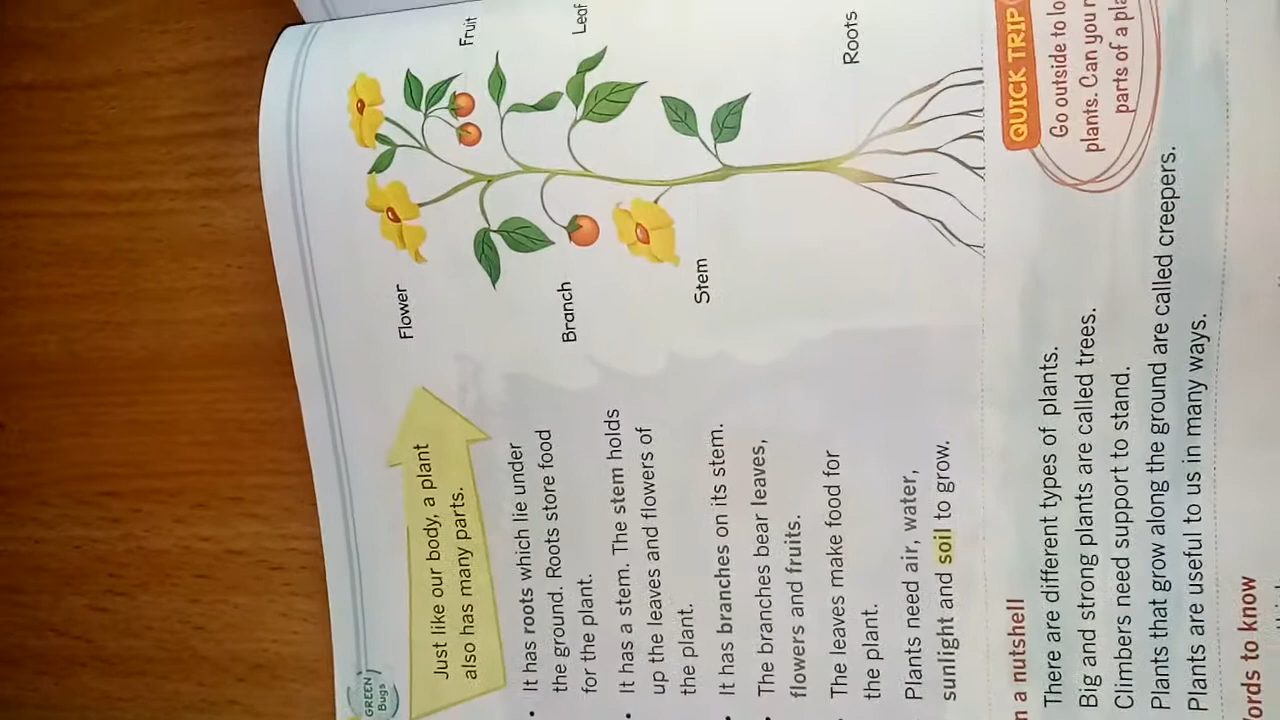 GREEN
Bugs
Just like our body, a plant
also has many parts.
• It has roots which lie under
the ground. Roots store food
for the plant.
• It has a stem. The stem holds
up the leaves and flowers of
the plant.
• It has branches on its stem.
• The branches bear leaves,
flowers and fruits.
The leaves make food for
the plant.
Plants need air, water,
sunlight and soil to grow.
Flower
Fruit
Branch
Leaf
Stem
Roots
QUICK TRIP
Go outside to lo
plants. Can you
parts of a pla
n a nutshell
There are different types of plants.
Big and strong plants are called trees.
Climbers need support to stand.
Plants that grow along the ground are called creepers.
Plants are useful to us in many ways.
ords to know